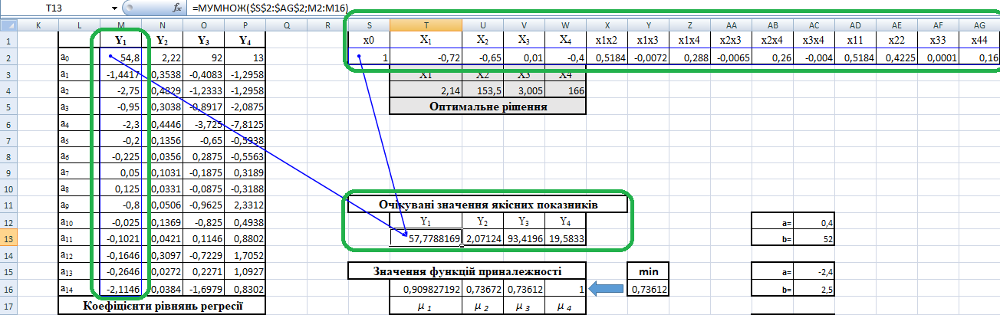 T13 fx =МУМНОЖ($S$2:$AG$2;M2:M16)
K L M N O P Q R S T U V W X Y Z AA AB AC AD AE AF AG
1 Y1 Y2 Y3 Y4 x0 X1 X2 X3 X4 x1x2 x1x3 x1x4 x2x3 x2x4 x3x4 x11 x22 x33 x44
2 a0 54,8 2,22 92 13 1 -0,72 -0,65 0,01 -0,4 0,5184 -0,0072 0,288 -0,0065 0,26 -0,004 0,5184 0,4225 0,0001 0,16
3 a1 -1,4417 0,3538 -0,4083 -1,2958 X1 X2 X3 X4
4 a2 -2,75 0,4829 -1,2333 -1,2958 2,14 153,5 3,005 166
5 a3 -0,95 0,3038 -0,8917 -2,0875 Оптимальне рішення
6 a4 -2,3 0,4446 -3,725 -7,8125
7 a5 -0,2 0,1356 -0,65 -0,5938
8 a6 -0,225 0,0356 0,2875 -0,5563
9 a7 0,05 0,1031 -0,1875 0,3189
10 a8 0,125 0,0331 -0,0875 -0,3188
11 a9 -0,8 0,0506 -0,9625 2,3312 Очікувані значення якісних показників
12 a10 -0,025 0,1369 -0,825 0,4938 Y1 Y2 Y3 Y4 a= 0,4
13 a11 -0,1021 0,0421 0,1146 0,8802 57,7788169 2,07124 93,4196 19,5833 b= 52
14 a12 -0,1646 0,3097 -0,7229 1,7052
15 a13 -0,2646 0,0272 0,2271 1,0927 Значення функцій приналежності min a= -2,4
16 a14 -2,1146 0,0384 -1,6979 0,8302 0,909827192 0,73672 0,73612 1 0,73612 b= 2,5
17 Коефіцієнти рівнянь регресії μ 1 μ 2 μ 3 μ 4